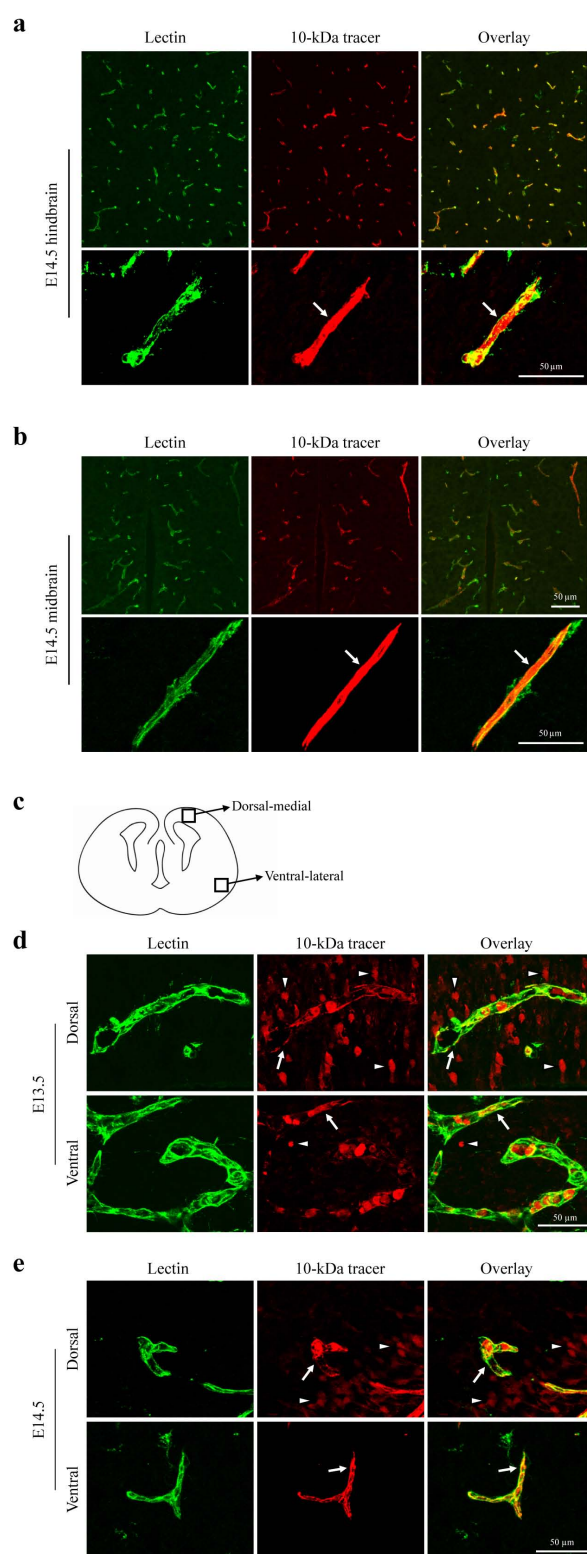 a
Lectin 10-kDa tracer Overlay
E14.5 hindbrain
50 µm
b
Lectin 10-kDa tracer Overlay
E14.5 midbrain
50 µm
50 µm
c
Dorsal-medial
Ventral-lateral
d
Lectin 10-kDa tracer Overlay
E13.5
Dorsal
Ventral
50 µm
e
Lectin 10-kDa tracer Overlay
E14.5
Dorsal
Ventral
50 µm